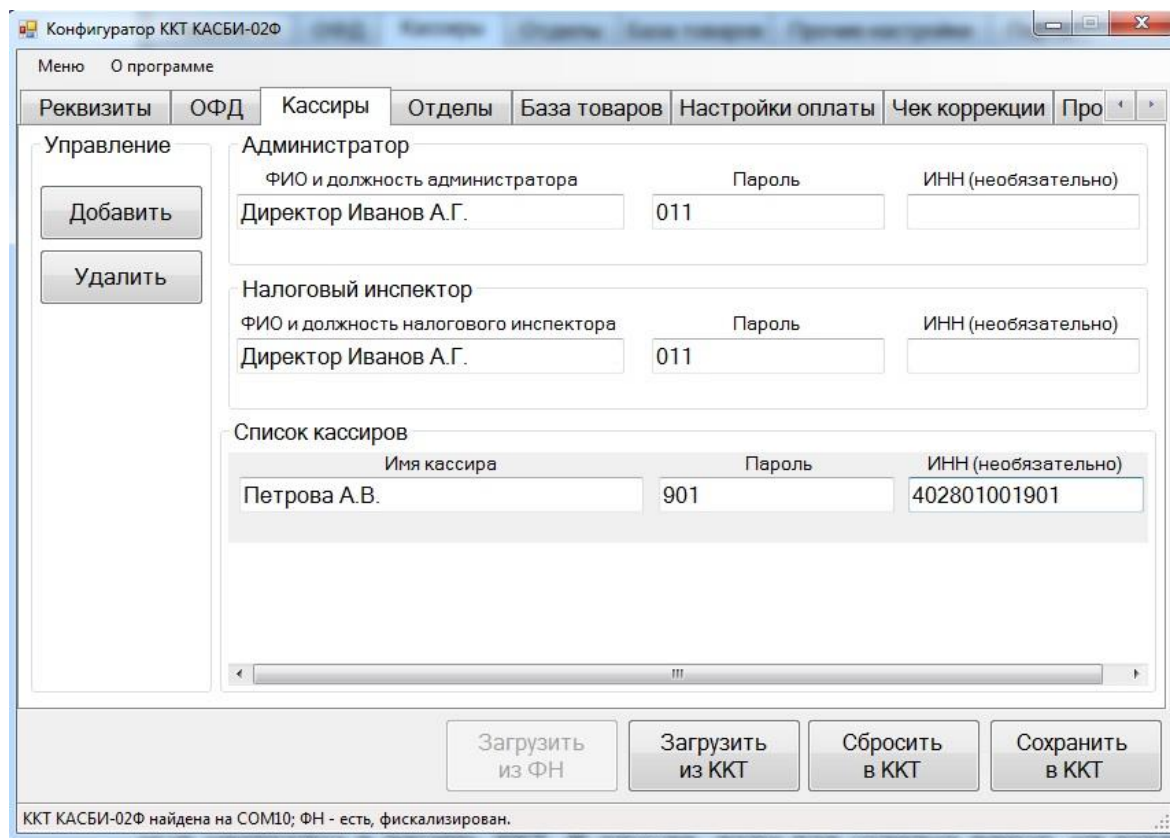 Конфигуратор ККТ КАСБИ-02Ф
Меню О программе
Реквизиты ОФД Кассиры Отделы База товаров Настройки оплаты Чек коррекции Про
Управление
Добавить
Удалить
Администратор
ФИО и должность администратора Пароль ИНН (необязательно)
Директор Иванов А.Г. 011
Налоговый инспектор
ФИО и должность налогового инспектора Пароль ИНН (необязательно)
Директор Иванов А.Г. 011
Список кассиров
Имя кассира Пароль ИНН (необязательно)
Петрова А.В. 901 402801001901
Загрузить из ФН
Загрузить из ККТ
Сбросить в ККТ
Сохранить в ККТ
ККТ КАСБИ-02Ф найдена на COM10; ФН - есть, фискализирован.